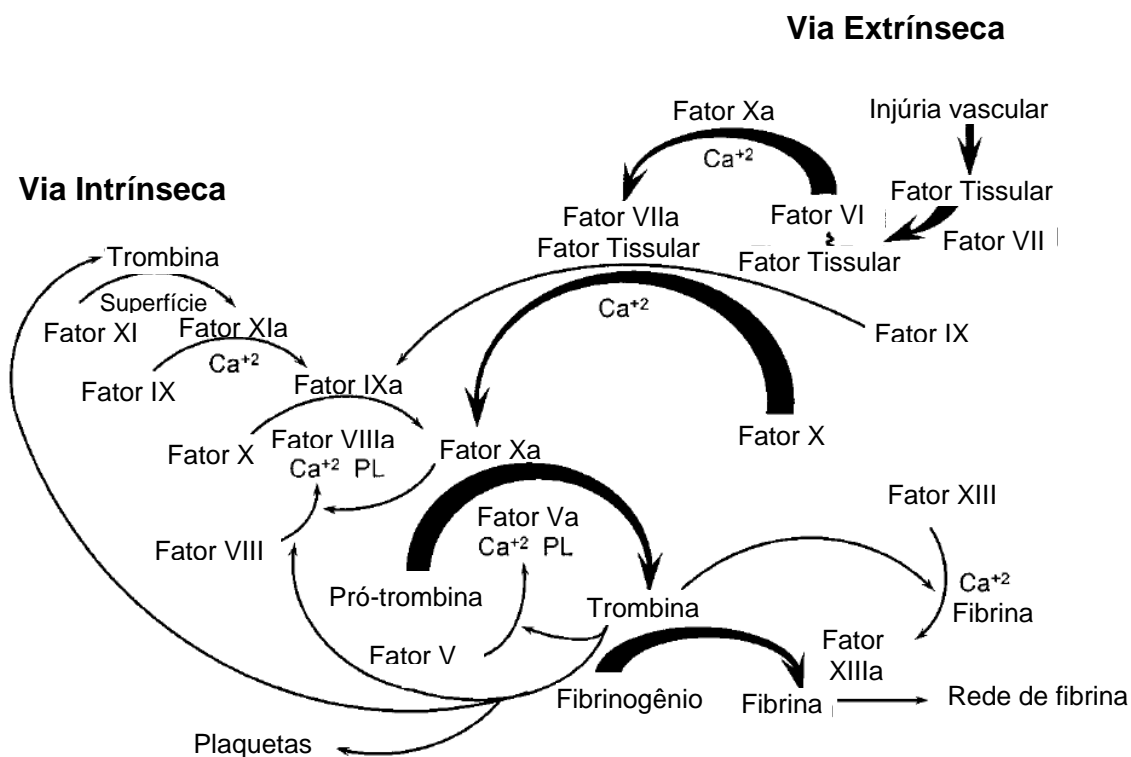 Via Extrínseca
Fator Xa
Injúria vascular
Ca+2
Via Intrínseca
Fator Tissular
Fator VIIa
Fator VI
Fator Tissular
Fator VII
Fator Tissular
Trombina
Superfície
Ca+2
Fator XI
Fator XIa
Fator IX
Ca+2
Fator IX
Fator IXa
Fator X
Fator X
Fator VIIIa
Fator Xa
Ca+2 PL
Fator XIII
Fator Va
Fator VIII
Ca+2 PL
Ca+2
Pró-trombina
Trombina
Fibrina
Fator V
Fator
XIIIa
Fibrinogênio
Fibrina
Rede de fibrina
Plaquetas